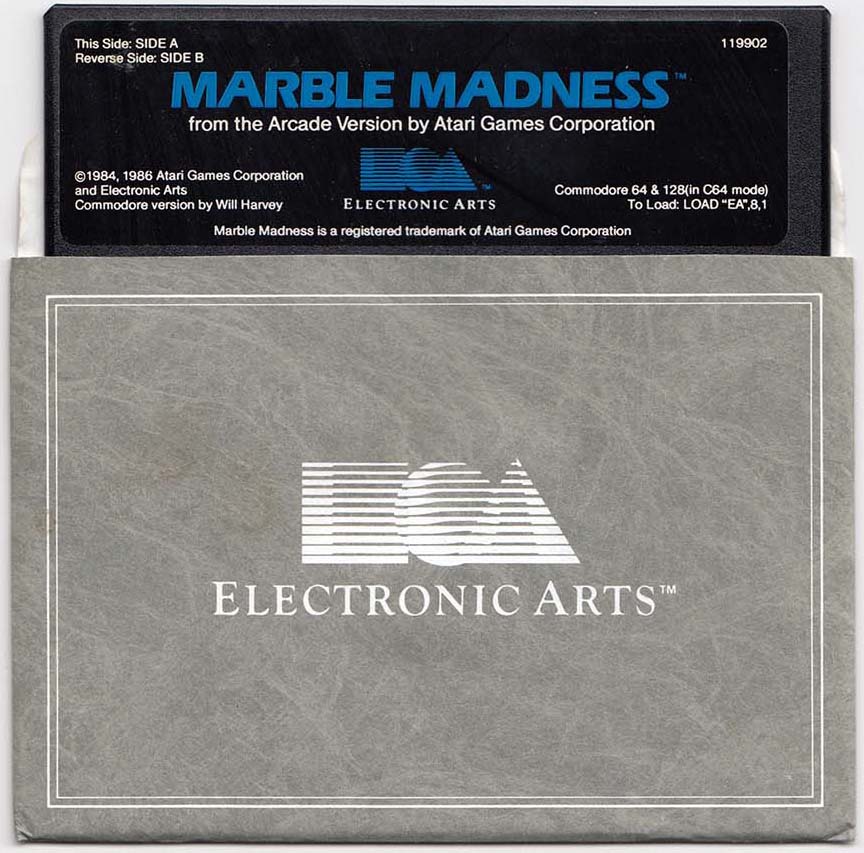 This Side: SIDE A
Reverse Side: SIDE B
119902
MARBLE MADNESS™
from the Arcade Version by Atari Games Corporation
©1984, 1986 Atari Games Corporation
and Electronic Arts
Commodore version by Will Harvey
EOA™
ELECTRONIC ARTS
Commodore 64 & 128(in C64 mode)
To Load: LOAD "EA",8,1
Marble Madness is a registered trademark of Atari Games Corporation
EOA
ELECTRONIC ARTS™